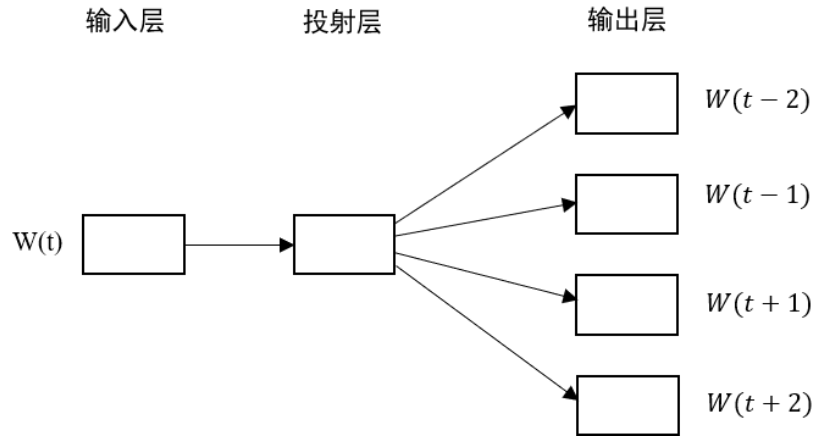 输入层 投射层 输出层
W(t − 2)
W(t − 1)
W(t)
W(t + 1)
W(t + 2)